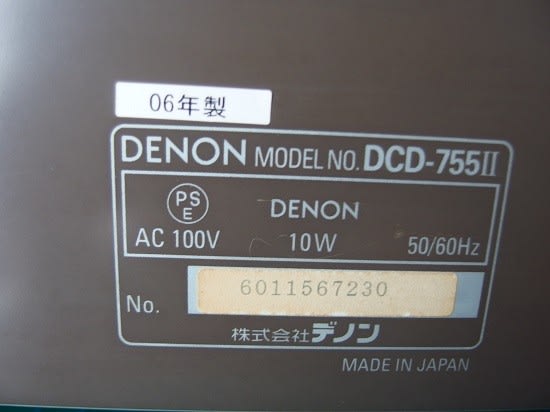 06年製
DENON MODEL NO. DCD-755II
PS
E
DENON
AC 100V 10W 50/60Hz
No. 6011567230
株式会社デノン
MADE IN JAPAN